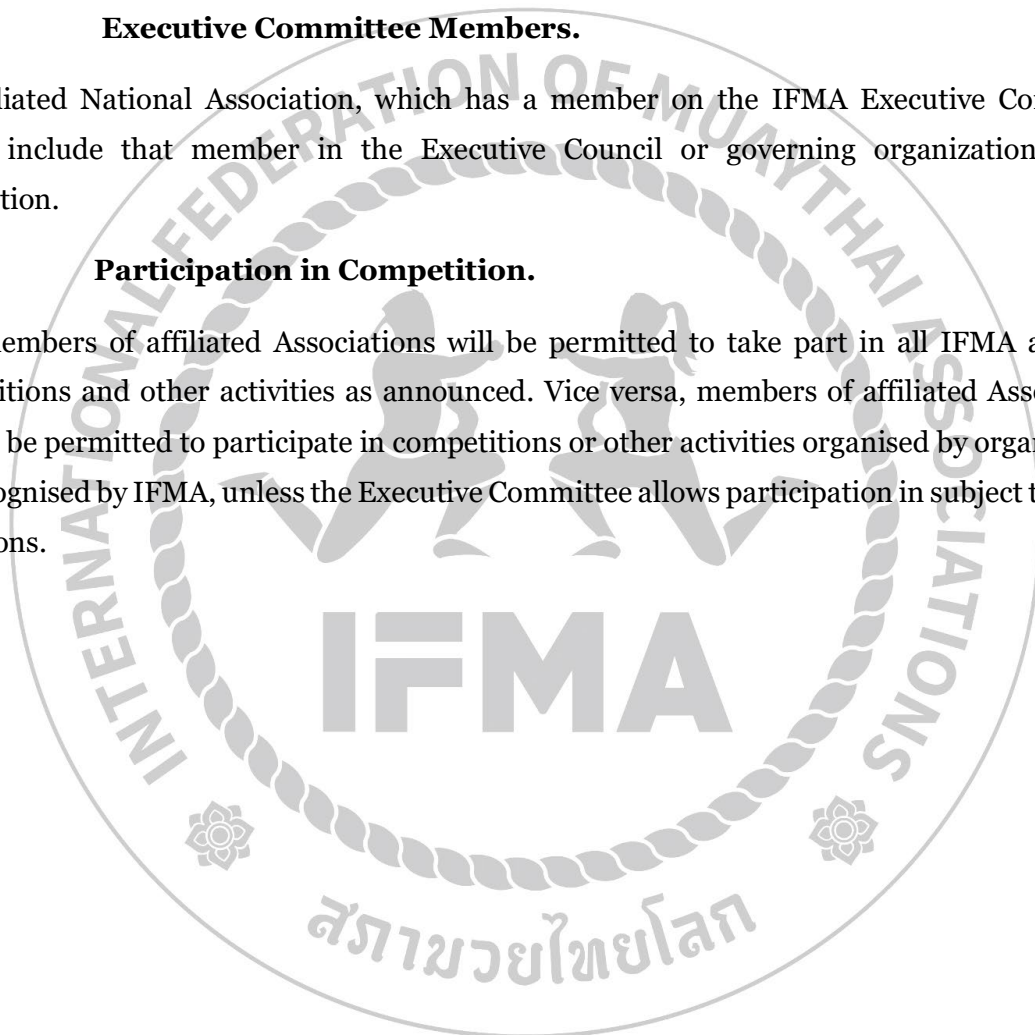 Executive Committee Members.
liated National Association, which has a member on the IFMA Executive Co
include that member in the Executive Council or governing organization
tion.
Participation in Competition.
embers of affiliated Associations will be permitted to take part in all IFMA a
itions and other activities as announced. Vice versa, members of affiliated Ass
be permitted to participate in competitions or other activities organised by orga
ognised by IFMA, unless the Executive Committee allows participation in subject t
ons.
INTERNATIONAL FEDERATION OF MUAYTHAI ASSOCIATIONS
IFMA
สภามวยไทยโลก